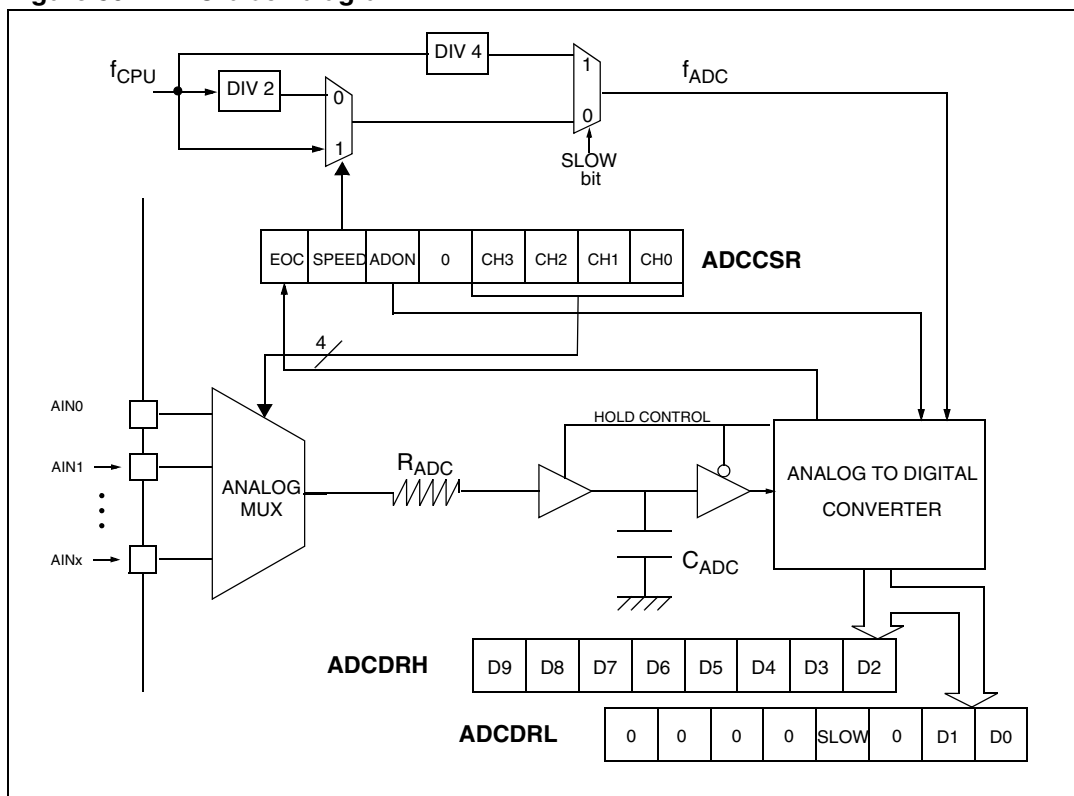 DIV 4
fCPU
DIV 2
0
1
1
0
fADC
SLOW
bit
EOC SPEED ADON 0 CH3 CH2 CH1 CH0 ADCCSR
4
AIN0
AIN1
AINx
ANALOG
MUX
RADC
HOLD CONTROL
CADC
ANALOG TO DIGITAL
CONVERTER
ADCDRH D9 D8 D7 D6 D5 D4 D3 D2
ADCDRL 0 0 0 0 SLOW 0 D1 D0